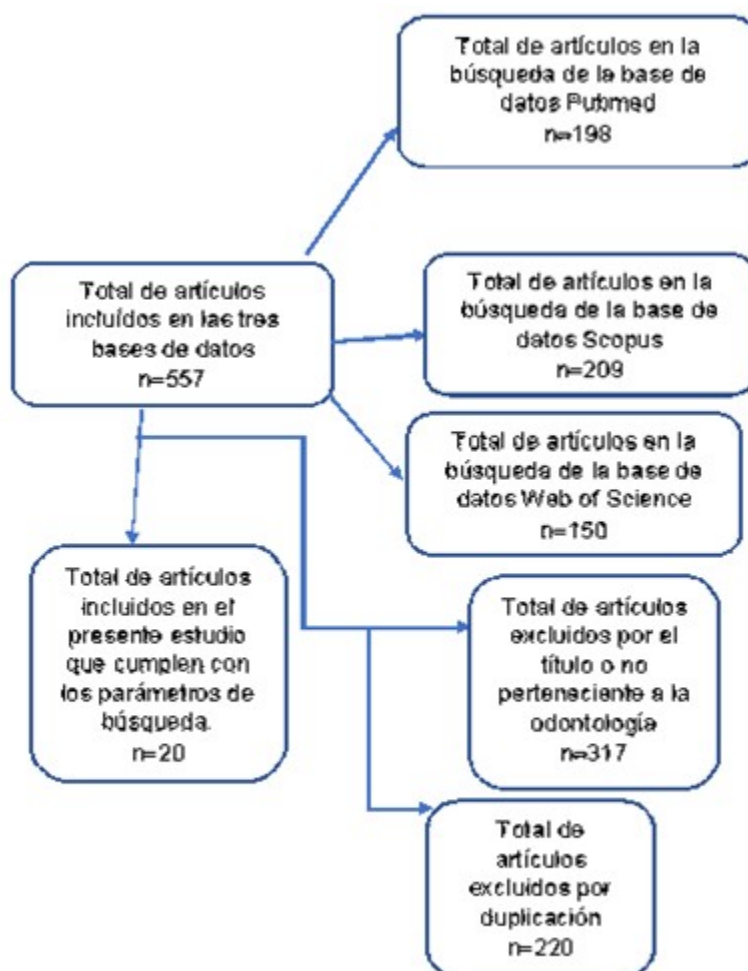 Total de artículos en la
búsqueda de la base de
datos Pubmed
n=198
Total de artículos
incluídos en las tres
bases de datos
n=557
Total de artículos en la
búsqueda de la base de
datos Scopus
n=209
Total de artículos en la
búsqueda de la base de
datos Web of Science
n=150
Total de artículos
incluidos en el
presente estudio
que cumplen con
los parámetros de
búsqueda.
n=20
Total de artículos
excluidos por el
título o no
perteneciente a la
odontología
n=317
Total de
artículos
excluidos por
duplicación
n=220